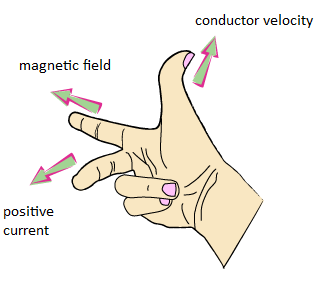 conductor velocity
magnetic field
positive
current